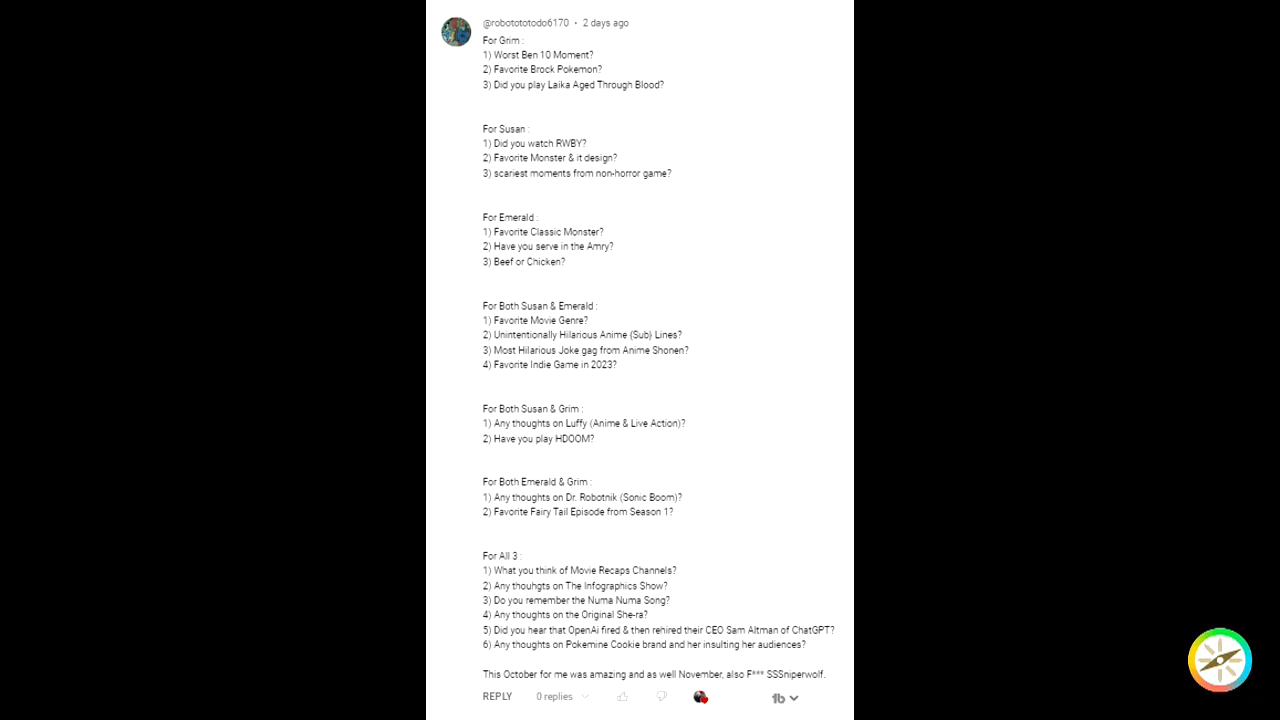 @robotototodo6170 • 2 days ago
For Grim :
1) Worst Ben 10 Moment?
2) Favorite Brock Pokemon?
3) Did you play Laika Aged Through Blood?
For Susan :
1) Did you watch RWBY?
2) Favorite Monster & it design?
3) scariest moments from non-horror game?
For Emerald :
1) Favorite Classic Monster?
2) Have you serve in the Amry?
3) Beef or Chicken?
For Both Susan & Emerald :
1) Favorite Movie Genre?
2) Unintentionally Hilarious Anime (Sub) Lines?
3) Most Hilarious Joke gag from Anime Shonen?
4) Favorite Indie Game in 2023?
For Both Susan & Grim :
1) Any thoughts on Luffy (Anime & Live Action)?
2) Have you play HDOOM?
For Both Emerald & Grim :
1) Any thoughts on Dr. Robotnik (Sonic Boom)?
2) Favorite Fairy Tail Episode from Season 1?
For All 3 :
1) What you think of Movie Recaps Channels?
2) Any thouhgts on The Infographics Show?
3) Do you remember the Numa Numa Song?
4) Any thoughts on the Original She-ra?
5) Did you hear that OpenAi fired & then rehired their CEO Sam Altman of ChatGPT?
6) Any thoughts on Pokemine Cookie brand and her insulting her audiences?
This October for me was amazing and as well November, also F*** SSSniperwolf.
REPLY 0 replies